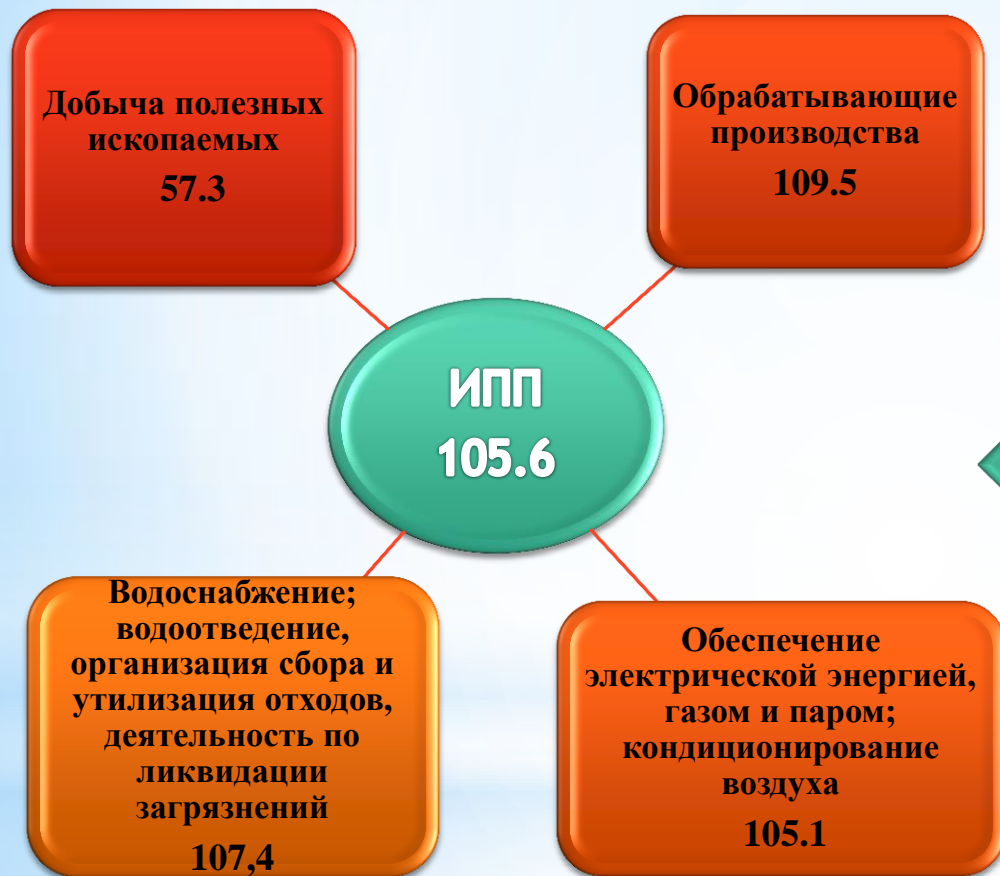 Добыча полезных
ископаемых
57.3
Обрабатывающие
производства
109.5
ИПП
105.6
Водоснабжение;
водоотведение,
организация сбора и
утилизация отходов,
деятельность по
ликвидации
загрязнений
107,4
Обеспечение
электрической энергией,
газом и паром;
кондиционирование
воздуха
105.1